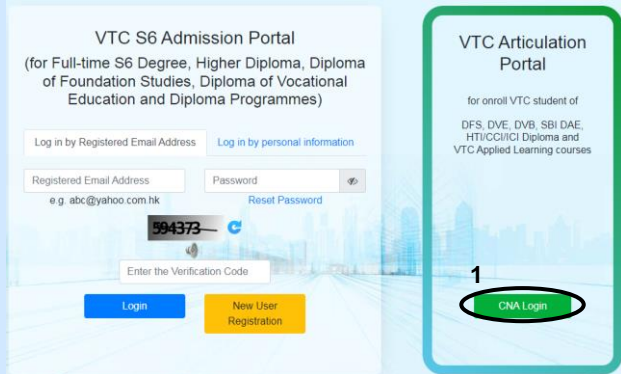 VTC S6 Admission Portal
(for Full-time S6 Degree, Higher Diploma, Diploma
of Foundation Studies, Diploma of Vocational
Education and Diploma Programmes)
Log in by Registered Email Address
Log in by personal information
Registered Email Address
Password
e.g. abc@yahoo.com.hk
Reset Password
594373
Enter the Verification Code
Login
New User
Registration
VTC Articulation
Portal
for onroll VTC student of
DFS, DVE, DVB, SBI DAE,
HTI/CCI/ICI Diploma and
VTC Applied Learning courses
1
CNA Login